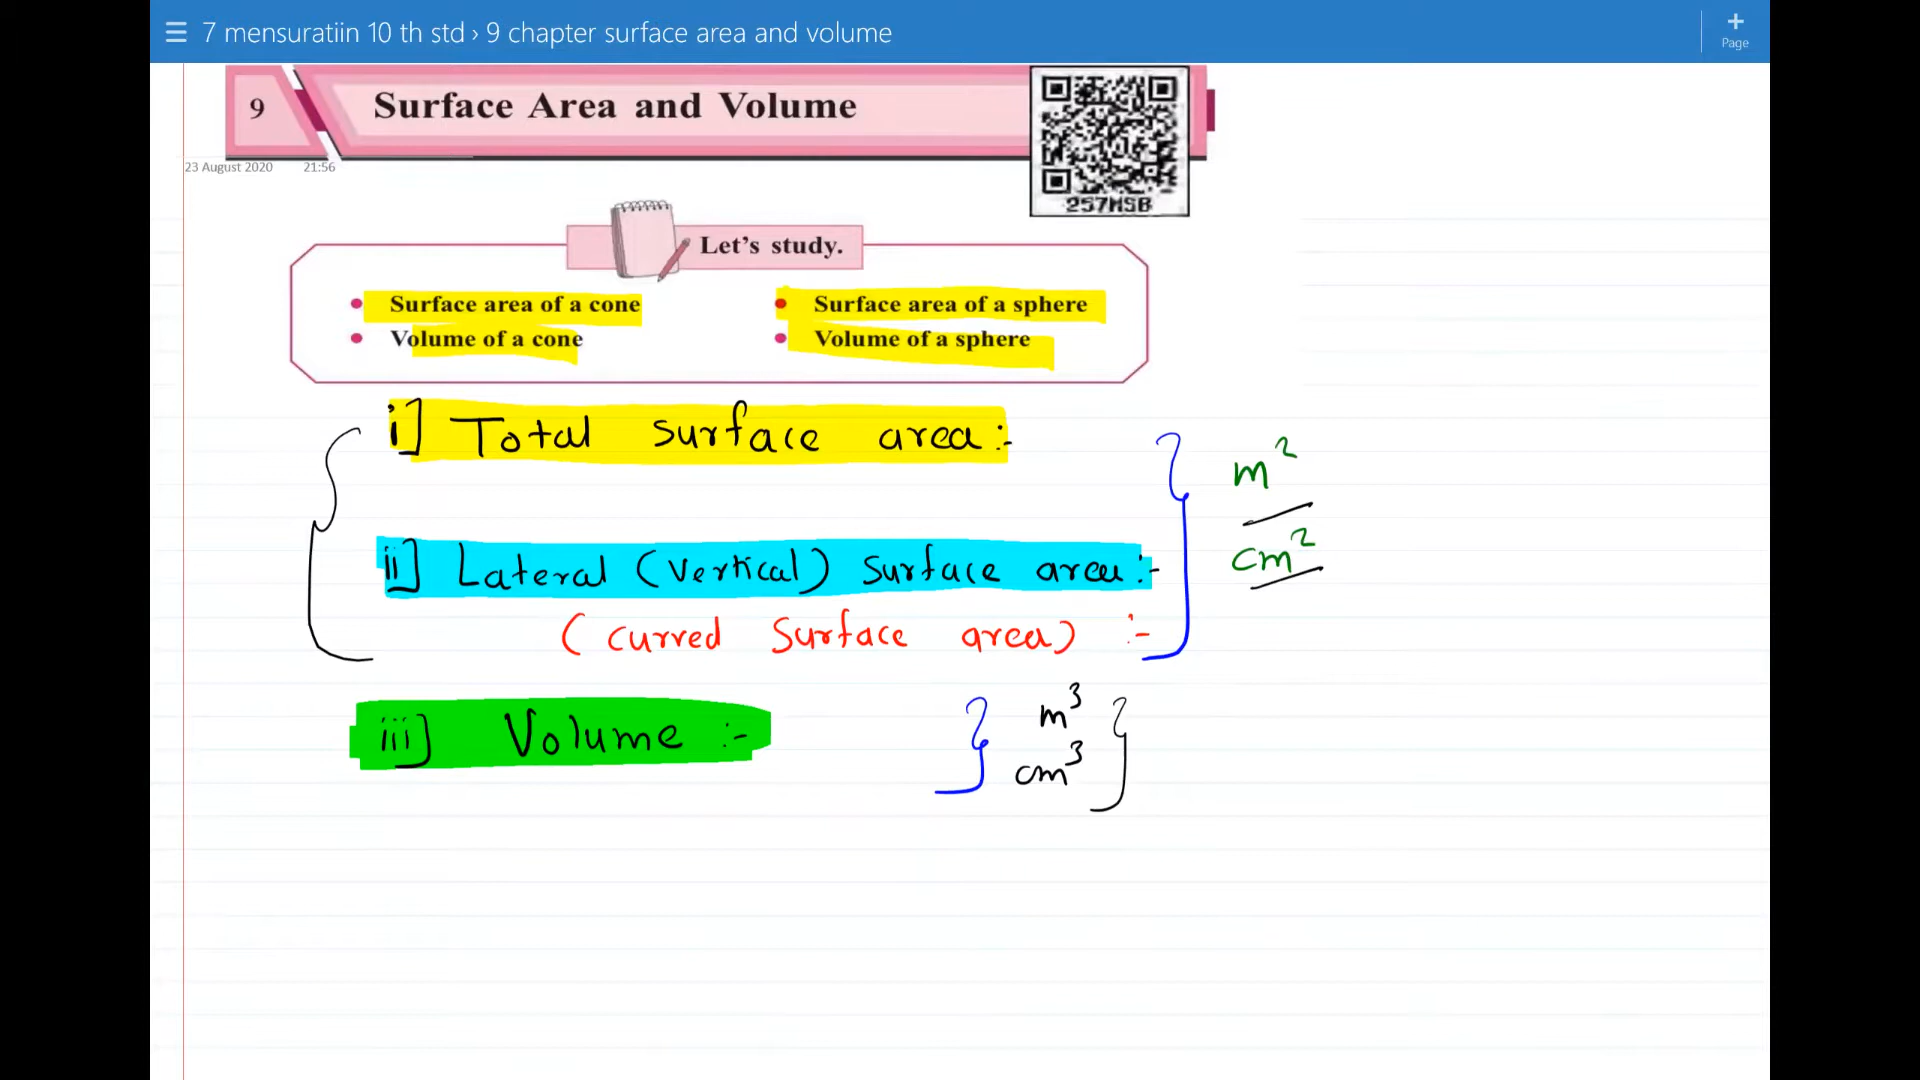 ☰ 7 mensuratiin 10 th std › 9 chapter surface area and volume
+
Page
9 Surface Area and Volume
23 August 2020 21:56
257MSB
Let's study.
• Surface area of a cone • Surface area of a sphere
• Volume of a cone • Volume of a sphere
i] Total surface area:-
m²
ii] Lateral (vertical) surface area:-
cm²
(curved surface area) :-
iii] Volume :-
m³
cm³